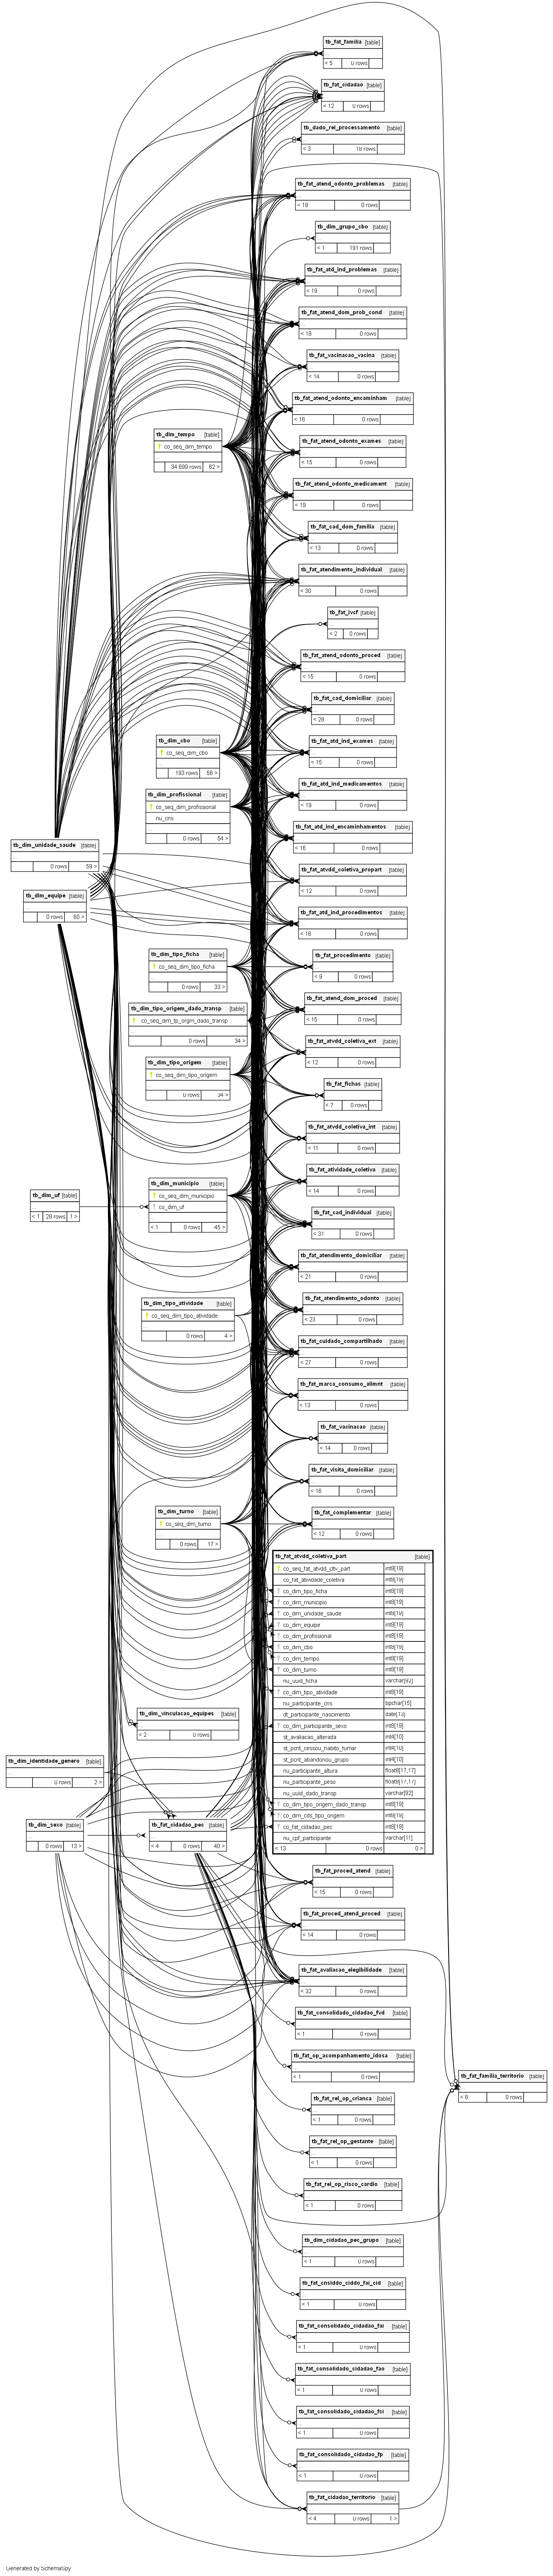 tb_fat_familia [table]
...
< 5 0 rows
tb_fat_cidadao [table]
...
< 12 0 rows
tb_dado_rel_processamento [table]
...
< 3 18 rows
tb_fat_atend_odonto_problemas [table]
...
< 19 0 rows
tb_dim_grupo_cbo [table]
...
< 1 191 rows
tb_fat_atd_ind_problemas [table]
...
< 19 0 rows
tb_fat_atend_dom_prob_cond [table]
...
< 19 0 rows
tb_fat_vacinacao_vacina [table]
...
< 14 0 rows
tb_fat_atend_odonto_encaminham [table]
...
< 16 0 rows
tb_dim_tempo [table]
co_seq_dim_tempo
...
34 699 rows 62 >
tb_fat_atend_odonto_exames [table]
...
< 15 0 rows
tb_fat_atend_odonto_medicament [table]
...
< 19 0 rows
tb_fat_cad_dom_familia [table]
...
< 13 0 rows
tb_fat_atendimento_individual [table]
...
< 30 0 rows
tb_fat_ivcf [table]
...
< 2 0 rows
tb_fat_atend_odonto_proced [table]
...
< 15 0 rows
tb_fat_cad_domiciliar [table]
...
< 28 0 rows
tb_dim_cbo [table]
co_seq_dim_cbo
...
193 rows 56 >
tb_fat_atd_ind_exames [table]
...
< 15 0 rows
tb_dim_profissional [table]
co_seq_dim_profissional
nu_cns
...
0 rows 54 >
tb_fat_atd_ind_medicamentos [table]
...
< 19 0 rows
tb_fat_atd_ind_encaminhamentos [table]
...
< 16 0 rows
tb_dim_unidade_saude [table]
...
0 rows 59 >
tb_fat_atvdd_coletiva_propart [table]
...
< 12 0 rows
tb_dim_equipe [table]
...
0 rows 60 >
tb_fat_atd_ind_procedimentos [table]
...
< 16 0 rows
tb_dim_tipo_ficha [table]
co_seq_dim_tipo_ficha
...
0 rows 33 >
tb_fat_procedimento [table]
...
< 9 0 rows
tb_dim_tipo_origem_dado_transp [table]
co_seq_dim_tp_orgm_dado_transp
...
0 rows 34 >
tb_fat_atend_dom_proced [table]
...
< 15 0 rows
tb_dim_tipo_origem [table]
co_seq_dim_tipo_origem
...
0 rows 34 >
tb_fat_atvdd_coletiva_ext [table]
...
< 12 0 rows
tb_fat_fichas [table]
...
< 7 0 rows
tb_fat_atvdd_coletiva_int [table]
...
< 11 0 rows
tb_fat_atividade_coletiva [table]
...
< 14 0 rows
tb_dim_uf [table]
...
< 1 28 rows 1 >
tb_dim_municipio [table]
co_seq_dim_municipio
co_dim_uf
...
< 1 0 rows 45 >
tb_fat_cad_individual [table]
...
< 31 0 rows
tb_fat_atendimento_domiciliar [table]
...
< 21 0 rows
tb_dim_tipo_atividade [table]
co_seq_dim_tipo_atividade
...
0 rows 4 >
tb_fat_atendimento_odonto [table]
...
< 23 0 rows
tb_fat_cuidado_compartilhado [table]
...
< 27 0 rows
tb_fat_marca_consumo_alimnt [table]
...
< 13 0 rows
tb_fat_vacinacao [table]
...
< 14 0 rows
tb_fat_visita_domiciliar [table]
...
< 16 0 rows
tb_dim_turno [table]
co_seq_dim_turno
...
0 rows 17 >
tb_fat_complementar [table]
...
< 12 0 rows
tb_fat_atvdd_coletiva_part [table]
co_seq_fat_atvdd_cltv_part int8[19]
co_fat_atividade_coletiva int8[19]
co_dim_tipo_ficha int8[19]
co_dim_municipio int8[19]
co_dim_unidade_saude int8[19]
co_dim_equipe int8[19]
co_dim_profissional int8[19]
co_dim_cbo int8[19]
co_dim_tempo int8[19]
co_dim_turno int8[19]
nu_uuid_ficha varchar[92]
co_dim_tipo_atividade int8[19]
nu_participante_cns bpchar[15]
dt_participante_nascimento date[13]
co_dim_participante_sexo int8[19]
st_avaliacao_alterada int4[10]
st_pcnt_cessou_habito_fumar int4[10]
st_pcnt_abandonou_grupo int4[10]
nu_participante_altura float8[17,17]
nu_participante_peso float8[17,17]
nu_uuid_dado_transp varchar[92]
co_dim_tipo_origem_dado_transp int8[19]
co_dim_cds_tipo_origem int8[19]
co_fat_cidadao_pec int8[19]
nu_cpf_participante varchar[11]
< 13 0 rows 0 >
tb_dim_vinculacao_equipes [table]
...
< 2 0 rows
tb_dim_identidade_genero [table]
...
0 rows 2 >
tb_dim_sexo [table]
...
0 rows 13 >
tb_fat_cidadao_pec [table]
...
< 4 0 rows 40 >
tb_fat_proced_atend [table]
...
< 15 0 rows
tb_fat_proced_atend_proced [table]
...
< 14 0 rows
tb_fat_avaliacao_elegibilidade [table]
...
< 32 0 rows
tb_fat_consolidado_cidadao_fvd [table]
...
< 1 0 rows
tb_fat_op_acompanhamento_idosa [table]
...
< 1 0 rows
tb_fat_familia_territorio [table]
...
< 6 0 rows
tb_fat_rel_op_crianca [table]
...
< 1 0 rows
tb_fat_rel_op_gestante [table]
...
< 1 0 rows
tb_fat_rel_op_risco_cardio [table]
...
< 1 0 rows
tb_dim_cidadao_pec_grupo [table]
...
< 1 0 rows
tb_fat_cnslddo_ciddo_fai_cid [table]
...
< 1 0 rows
tb_fat_consolidado_cidadao_fai [table]
...
< 1 0 rows
tb_fat_consolidado_cidadao_fao [table]
...
< 1 0 rows
tb_fat_consolidado_cidadao_fci [table]
...
< 1 0 rows
tb_fat_consolidado_cidadao_fp [table]
...
< 1 0 rows
tb_fat_cidadao_territorio [table]
...
< 4 0 rows 1 >
Generated by SchemaSpy